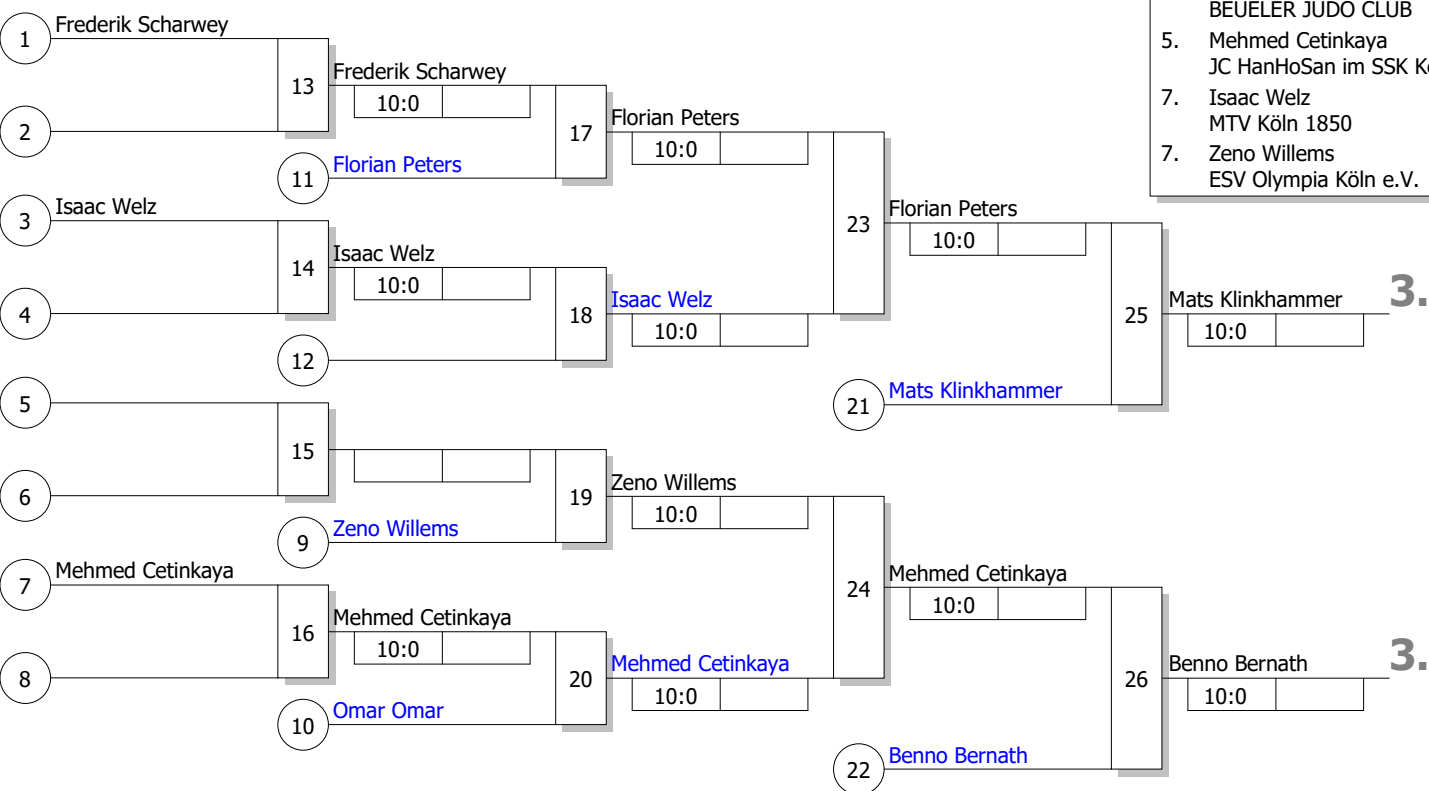 BEUELER JUDO CLUB
5. Mehmed Cetinkaya
JC HanHoSan im SSK
7. Isaac Welz
MTV Köln 1850
7. Zeno Willems
ESV Olympia Köln e.V.
1 Frederik Scharwey
13 Frederik Scharwey
10:0
2
17 Florian Peters
10:0
11 Florian Peters
3 Isaac Welz
23 Florian Peters
10:0
14 Isaac Welz
10:0
4
18 Isaac Welz
10:0
12
25 Mats Klinkhammer 3.
10:0
5
21 Mats Klinkhammer
15
6
19 Zeno Willems
10:0
9 Zeno Willems
7 Mehmed Cetinkaya
24 Mehmed Cetinkaya
10:0
16 Mehmed Cetinkaya
10:0
8
20 Mehmed Cetinkaya
10:0
10 Omar Omar
26 Benno Bernath 3.
10:0
22 Benno Bernath